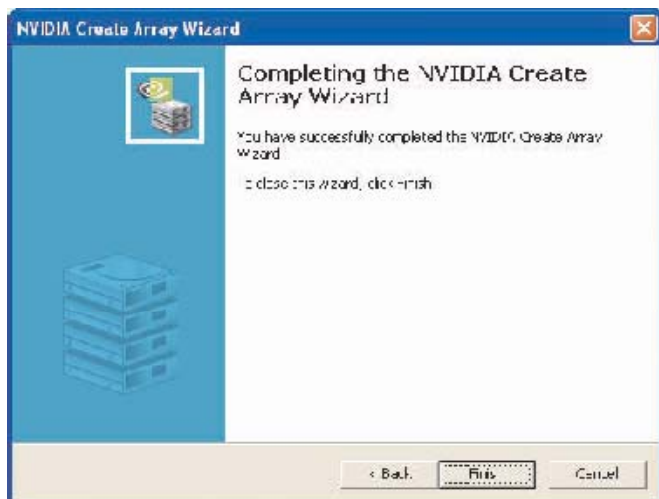 NVIDIA Create Array Wizard
Completing the NVIDIA Create
Array Wizard
You have successfully completed the NVIDIA Create Array
Wizard
To close this wizard, click Finish
< Back
Finish
Cancel